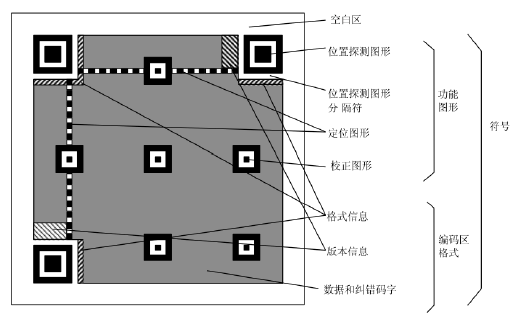 空白区
位置探测图形
位置探测图形
分 隔符
定位图形
校正图形
格式信息
版本信息
数据和纠错码字
功能
图形
编码区
格式
符号